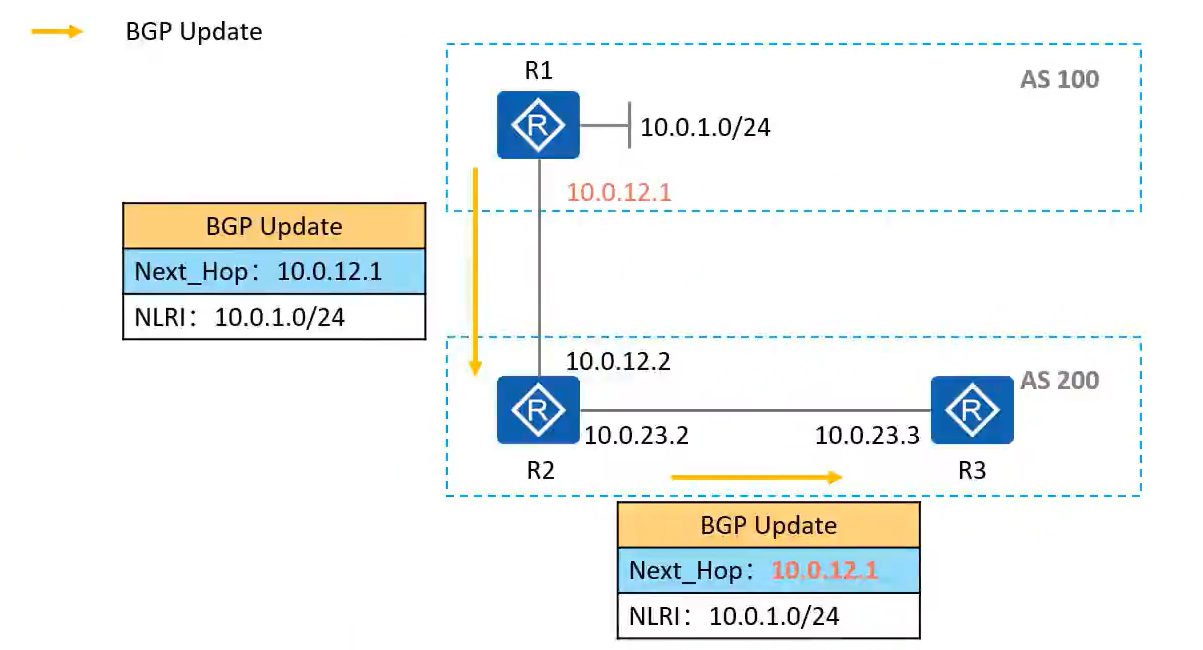 BGP Update
R1
AS 100
R
10.0.1.0/24
10.0.12.1
BGP Update
Next_Hop：10.0.12.1
NLRI：10.0.1.0/24
10.0.12.2
AS 200
R
R
10.0.23.2
10.0.23.3
R2
R3
BGP Update
Next_Hop：10.0.12.1
NLRI：10.0.1.0/24